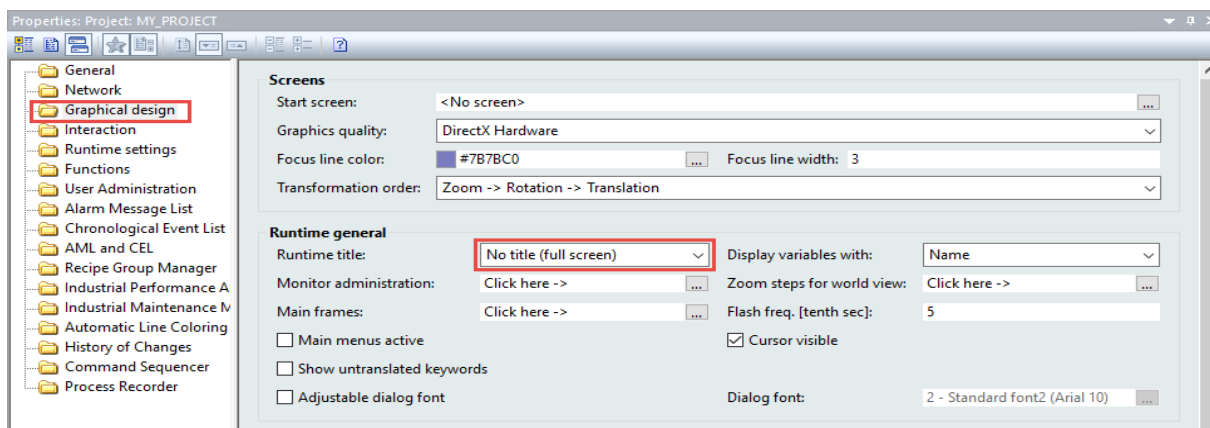 Properties: Project: MY_PROJECT
General
Network
Graphical design
Interaction
Runtime settings
Functions
User Administration
Alarm Message List
Chronological Event List
AML and CEL
Recipe Group Manager
Industrial Performance A
Industrial Maintenance M
Automatic Line Coloring
History of Changes
Command Sequencer
Process Recorder
Screens
Start screen: <No screen> ...
Graphics quality: DirectX Hardware
Focus line color: #7B7BC0 ... Focus line width: 3
Transformation order: Zoom -> Rotation -> Translation
Runtime general
Runtime title: No title (full screen) Display variables with: Name
Monitor administration: Click here -> ... Zoom steps for world view: Click here -> ...
Main frames: Click here -> ... Flash freq. [tenth sec]: 5
Main menus active Cursor visible
Show untranslated keywords
Adjustable dialog font Dialog font: 2 - Standard font2 (Arial 10) ...